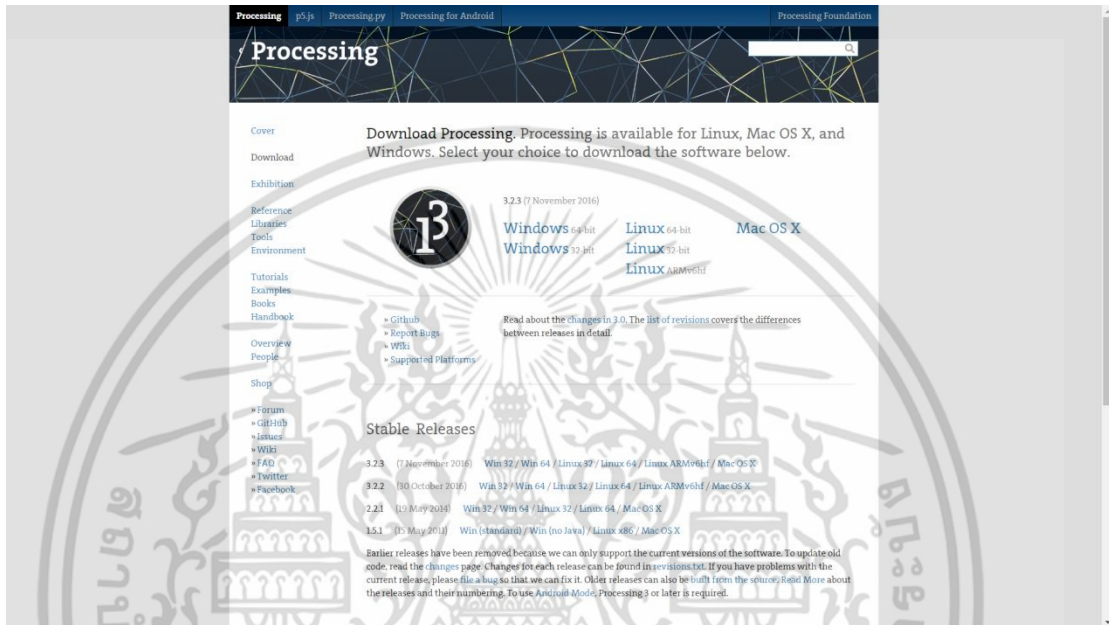 Processing p5.js Processing.py Processing for Android Processing Foundation
Processing
Cover
Download
Exhibition
Reference
Libraries
Tools
Environment
Tutorials
Examples
Books
Handbook
Overview
People
Shop
» Forum
» GitHub
» Issues
» Wiki
» FAQ
» Twitter
» Facebook
Download Processing. Processing is available for Linux, Mac OS X, and
Windows. Select your choice to download the software below.
3
3.2.3 (7 November 2016)
Windows 64-bit Linux 64-bit Mac OS X
Windows 32-bit Linux 32-bit
Linux ARMv6hf
» Github
» Report Bugs
» Wiki
» Supported Platforms
Read about the changes in 3.0. The list of revisions covers the differences
between releases in detail.
Stable Releases
3.2.3 (7 November 2016) Win 32 / Win 64 / Linux 32 / Linux 64 / Linux ARMv6hf / Mac OS X
3.2.2 (30 October 2016) Win 32 / Win 64 / Linux 32 / Linux 64 / Linux ARMv6hf / Mac OS X
2.2.1 (19 May 2014) Win 32 / Win 64 / Linux 32 / Linux 64 / Mac OS X
1.5.1 (15 May 2011) Win (standard) / Win (no Java) / Linux x86 / Mac OS X
Earlier releases have been removed because we can only support the current versions of the software. To update old
code, read the changes page. Changes for each release can be found in revisions.txt. If you have problems with the
current release, please file a bug so that we can fix it. Older releases can also be built from the source. Read More about
the releases and their numbering. To use Android Mode, Processing 3 or later is required.